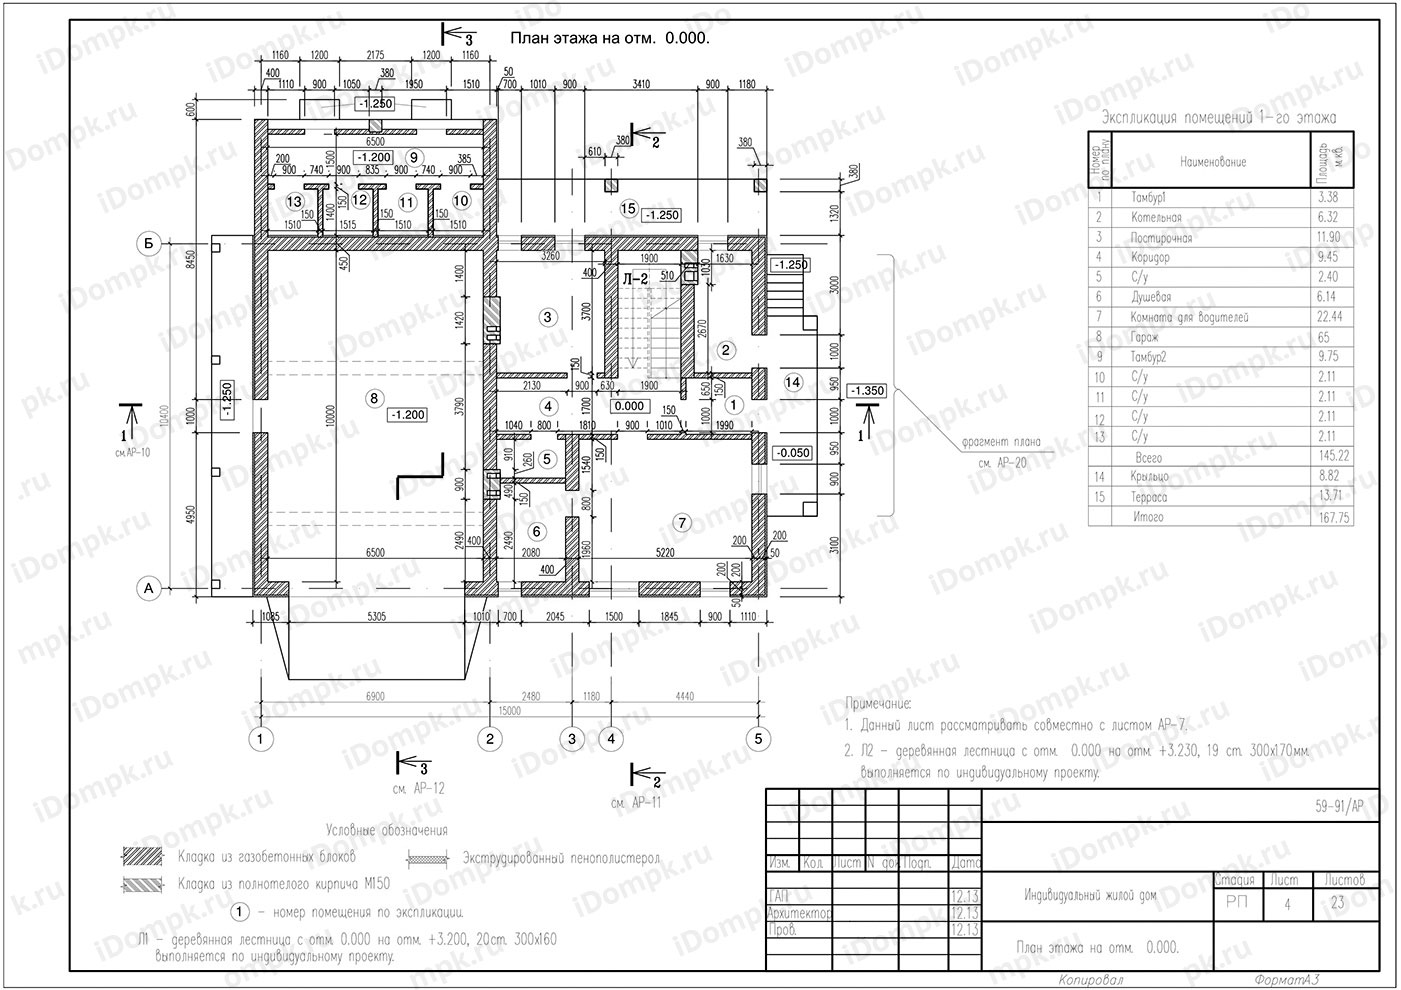 План этажа на отм. 0.000.
3
1160 1200 2175 1200 1160
400 380 50
1110 900 1050 1950 1510 700 1010 900 3410 900 1180
600
-1.250
2
380 380
610
6500
1500
-1.200 9
200 385
900 740 900 835 900 740 900
13 12 11 10
150 1400 150 150 150
1510 1515 1510 1510
15 -1.250
380
1320
Б
8450
450
3260 1900 1630
400 510 1030
Л-2
-1.250
1400
1420
3
3700
2670
2
3000
1000
150 150
2130 900 630 1900 650
8
-1.200
3790
10000
4
1700
0.000
150
1000
1
14
-1.350
950
1000
-1.250
1000
10400
1
см.АР-10
1
1040 800 1810 900 1010 1990
910 5 260 150 1540
-0.050
950
900
490 150 800
4950
6
7
2490 2490 1960
3100
6500 400 2080 5220 200 200
50
400 200 200
50
А
1085 5305 1010 700 2045 1500 1845 900 1110
6900 2480 1180 4440
15000
1 2 3 4 5
3
см. АР-12
2
см. АР-11
фрагмент плана
см. АР-20
Экспликация помещений 1-го этажа
Номер по плану Наименование Площадь м.кв.
1 Тамбур1 3.38
2 Котельная 6.32
3 Постирочная 11.90
4 Коридор 9.45
5 С/у 2.40
6 Душевая 6.14
7 Комната для водителей 22.44
8 Гараж 65
9 Тамбур2 9.75
10 С/у 2.11
11 С/у 2.11
12 С/у 2.11
13 С/у 2.11
Всего 145.22
14 Крыльцо 8.82
15 Терраса 13.71
Итого 167.75
Примечание:
1. Данный лист рассматривать совместно с листом АР-7.
2. Л2 – деревянная лестница с отм. 0.000 на отм. +3.230, 19 ст. 300х170мм.
выполняется по индивидуальному проекту.
Условные обозначения
Кладка из газобетонных блоков
Экструдированный пенополистерол
Кладка из полнотелого кирпича М150
1 – номер помещения по экспликации.
Л1 – деревянная лестница с отм. 0.000 на отм. +3.200, 20ст. 300х160
выполняется по индивидуальному проекту.
59-91/АР
Изм. Кол. Лист N док Подп. Дата
ГАП 12.13
Архитектор 12.13
Пров. 12.13
Индивидуальный жилой дом
Стадия Лист Листов
РП 4 23
План этажа на отм. 0.000.
Копировал ФорматА3
iDompk.ru